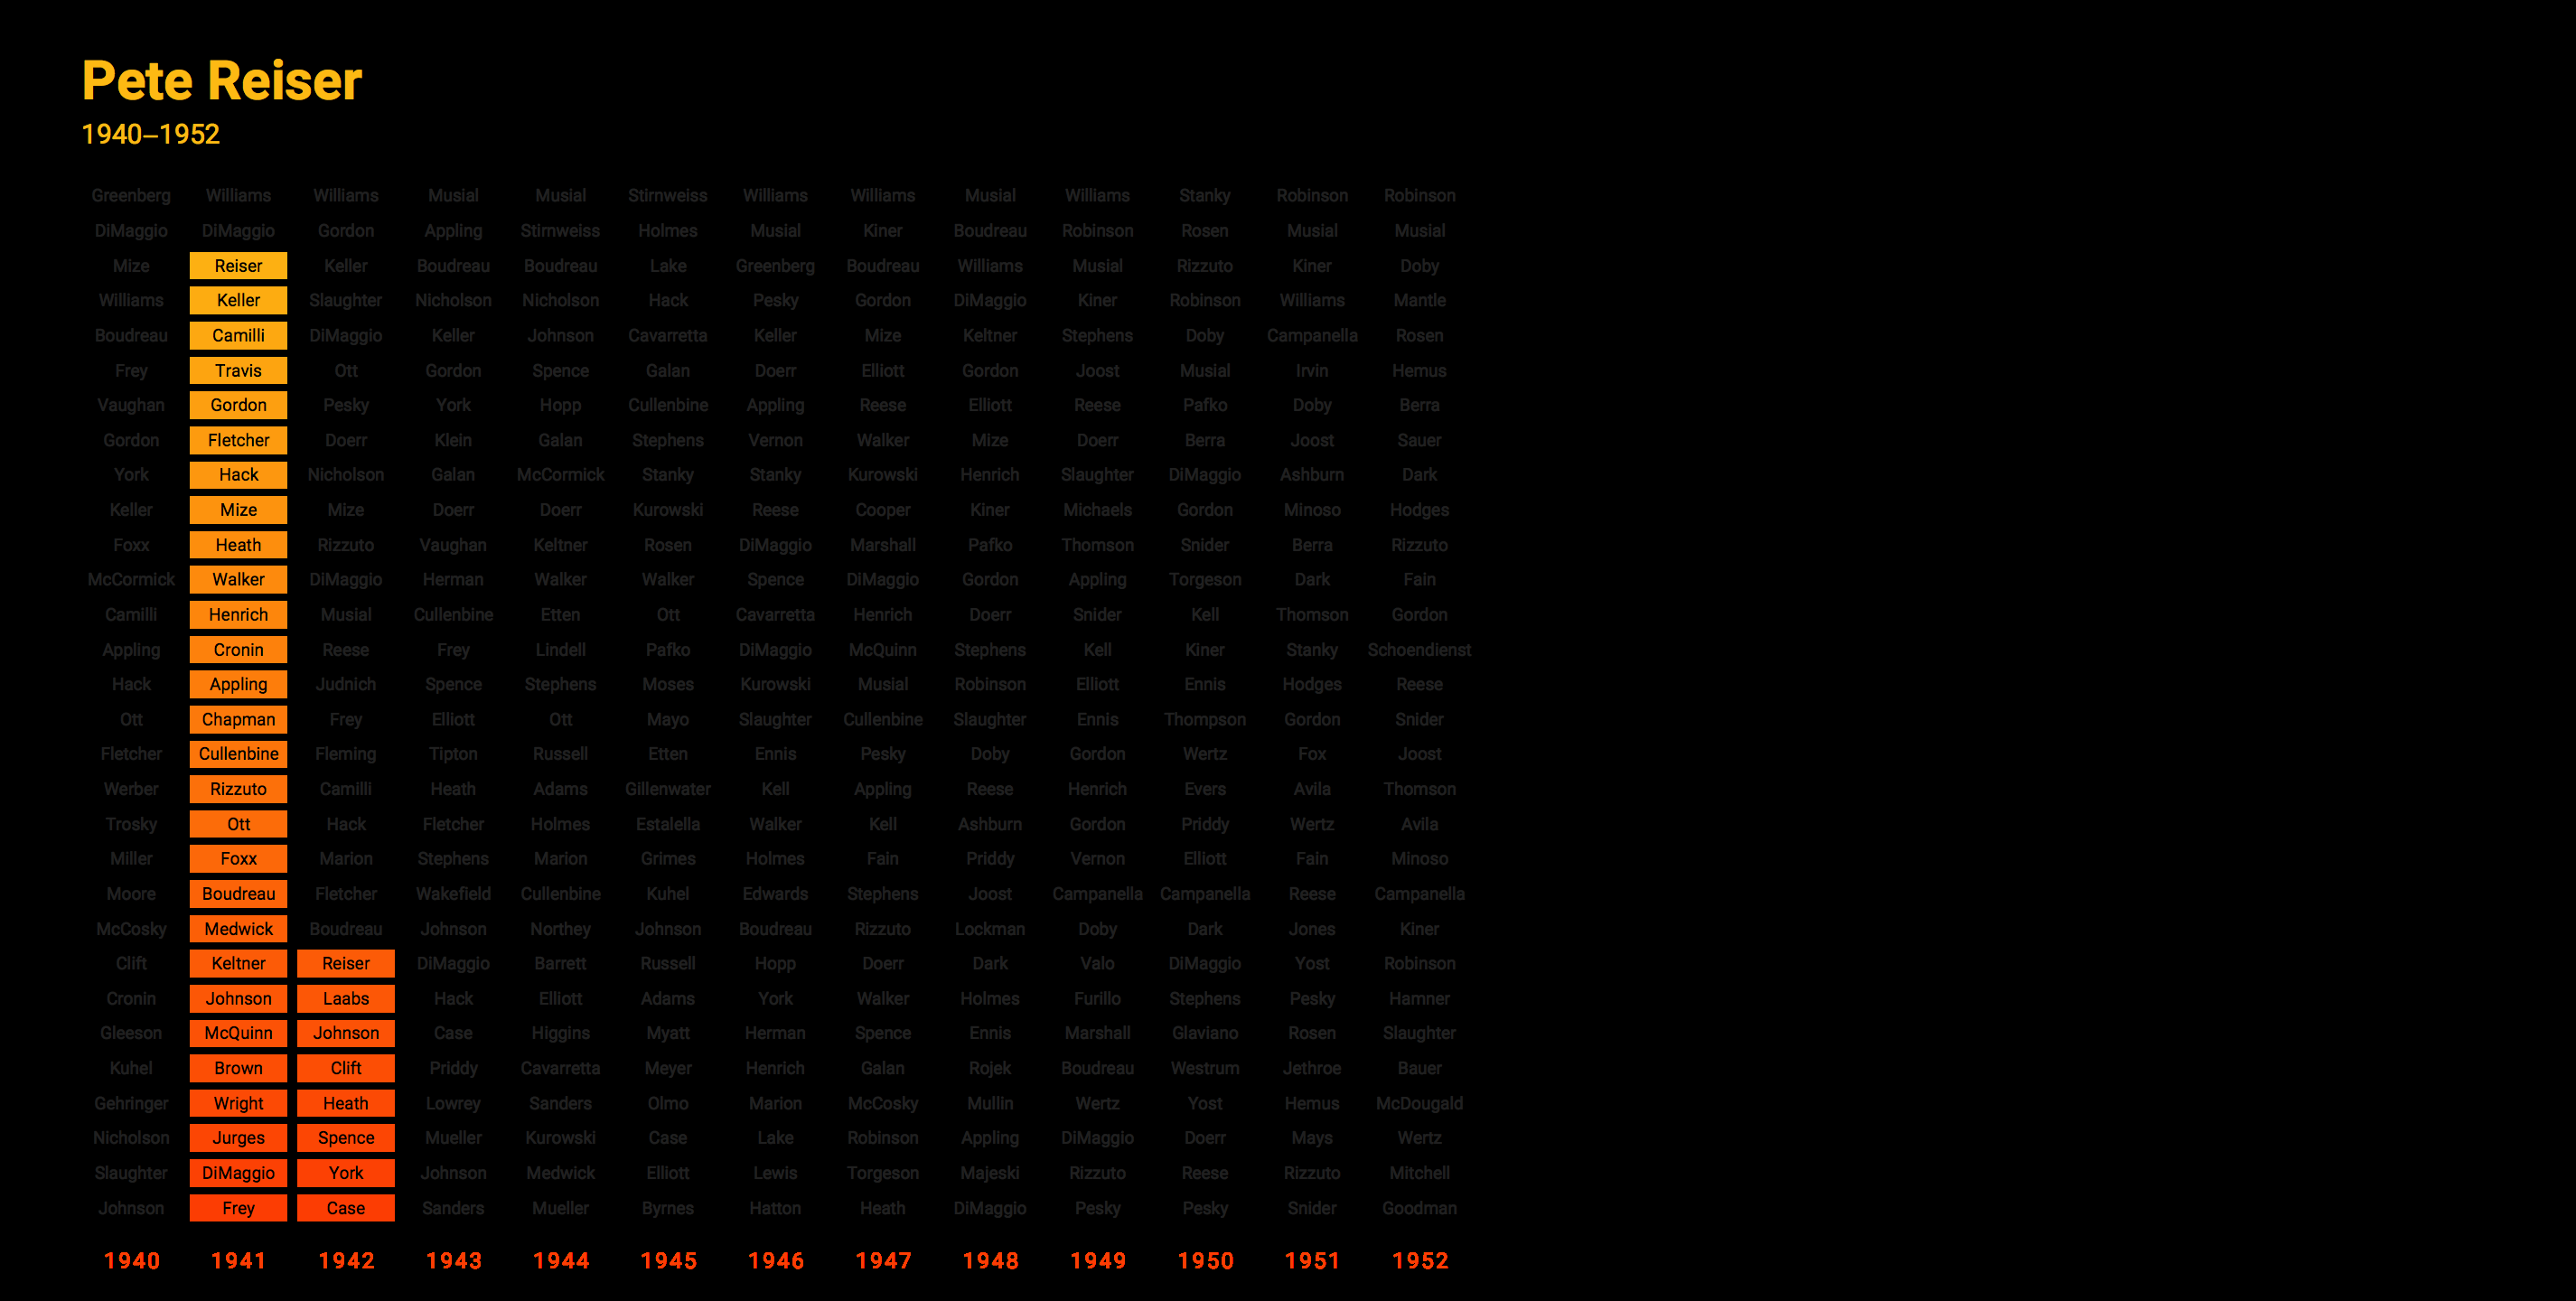 Pete Reiser
1940–1952
Greenberg Williams Williams Musial Musial Stirnweiss Williams Williams Musial Williams Stanky Robinson Robinson
DiMaggio DiMaggio Gordon Appling Stirnweiss Holmes Musial Kiner Boudreau Robinson Rosen Musial Musial
Mize Reiser Keller Boudreau Boudreau Lake Greenberg Boudreau Williams Musial Rizzuto Kiner Doby
Williams Keller Slaughter Nicholson Nicholson Hack Pesky Gordon DiMaggio Kiner Robinson Williams Mantle
Boudreau Camilli DiMaggio Keller Johnson Cavarretta Keller Mize Keltner Stephens Doby Campanella Rosen
Frey Travis Ott Gordon Spence Galan Doerr Elliott Gordon Joost Musial Irvin Hemus
Vaughan Gordon Pesky York Hopp Cullenbine Appling Reese Elliott Reese Pafko Doby Berra
Gordon Fletcher Doerr Klein Galan Stephens Vernon Walker Mize Doerr Berra Joost Sauer
York Hack Nicholson Galan McCormick Stanky Stanky Kurowski Henrich Slaughter DiMaggio Ashburn Dark
Keller Mize Mize Doerr Doerr Kurowski Reese Cooper Kiner Michaels Gordon Minoso Hodges
Foxx Heath Rizzuto Vaughan Keltner Rosen DiMaggio Marshall Pafko Thomson Snider Berra Rizzuto
McCormick Walker DiMaggio Herman Walker Walker Spence DiMaggio Gordon Appling Torgeson Dark Fain
Camilli Henrich Musial Cullenbine Etten Ott Cavarretta Henrich Doerr Snider Kell Thomson Gordon
Appling Cronin Reese Frey Lindell Pafko DiMaggio McQuinn Stephens Kell Kiner Stanky Schoendienst
Hack Appling Judnich Spence Stephens Moses Kurowski Musial Robinson Elliott Ennis Hodges Reese
Ott Chapman Frey Elliott Ott Mayo Slaughter Cullenbine Slaughter Ennis Thompson Gordon Snider
Fletcher Cullenbine Fleming Tipton Russell Etten Ennis Pesky Doby Gordon Wertz Fox Joost
Werber Rizzuto Camilli Heath Adams Gillenwater Kell Appling Reese Henrich Evers Avila Thomson
Trosky Ott Hack Fletcher Holmes Estalella Walker Kell Ashburn Gordon Priddy Wertz Avila
Miller Foxx Marion Stephens Marion Grimes Holmes Fain Priddy Vernon Elliott Fain Minoso
Moore Boudreau Fletcher Wakefield Cullenbine Kuhel Edwards Stephens Joost Campanella Campanella Reese Campanella
McCosky Medwick Boudreau Johnson Northey Johnson Boudreau Rizzuto Lockman Doby Dark Jones Kiner
Clift Keltner Reiser DiMaggio Barrett Russell Hopp Doerr Dark Valo DiMaggio Yost Robinson
Cronin Johnson Laabs Hack Elliott Adams York Walker Holmes Furillo Stephens Pesky Hamner
Gleeson McQuinn Johnson Case Higgins Myatt Herman Spence Ennis Marshall Glaviano Rosen Slaughter
Kuhel Brown Clift Priddy Cavarretta Meyer Henrich Galan Rojek Boudreau Westrum Jethroe Bauer
Gehringer Wright Heath Lowrey Sanders Olmo Marion McCosky Mullin Wertz Yost Hemus McDougald
Nicholson Jurges Spence Mueller Kurowski Case Lake Robinson Appling DiMaggio Doerr Mays Wertz
Slaughter DiMaggio York Johnson Medwick Elliott Lewis Torgeson Majeski Rizzuto Reese Rizzuto Mitchell
Johnson Frey Case Sanders Mueller Byrnes Hatton Heath DiMaggio Pesky Pesky Snider Goodman
1940 1941 1942 1943 1944 1945 1946 1947 1948 1949 1950 1951 1952